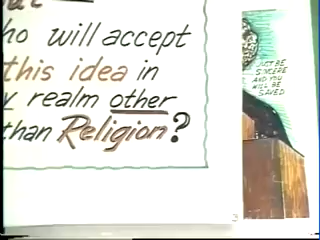 ho will accept
this idea in
y realm other
than Religion?
JUST BE
SINCERE
AND YOU
WILL BE
SAVED